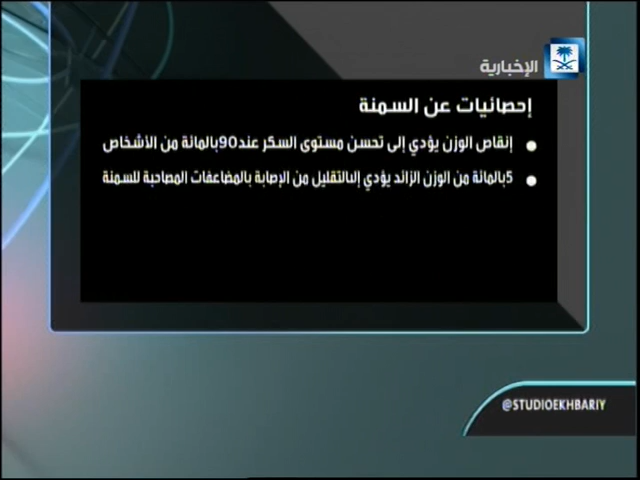 الإخبارية
إحصائيات عن السمنة
إنقاص الوزن يؤدي إلى تحسن مستوى السكر عند90بالمائة من الأشخاص
5بالمائة من الوزن الزائد يؤدي إلىالتقليل من الإصابة بالمضاعفات المصاحبة للسمنة
@STUDIOEKHBARIY